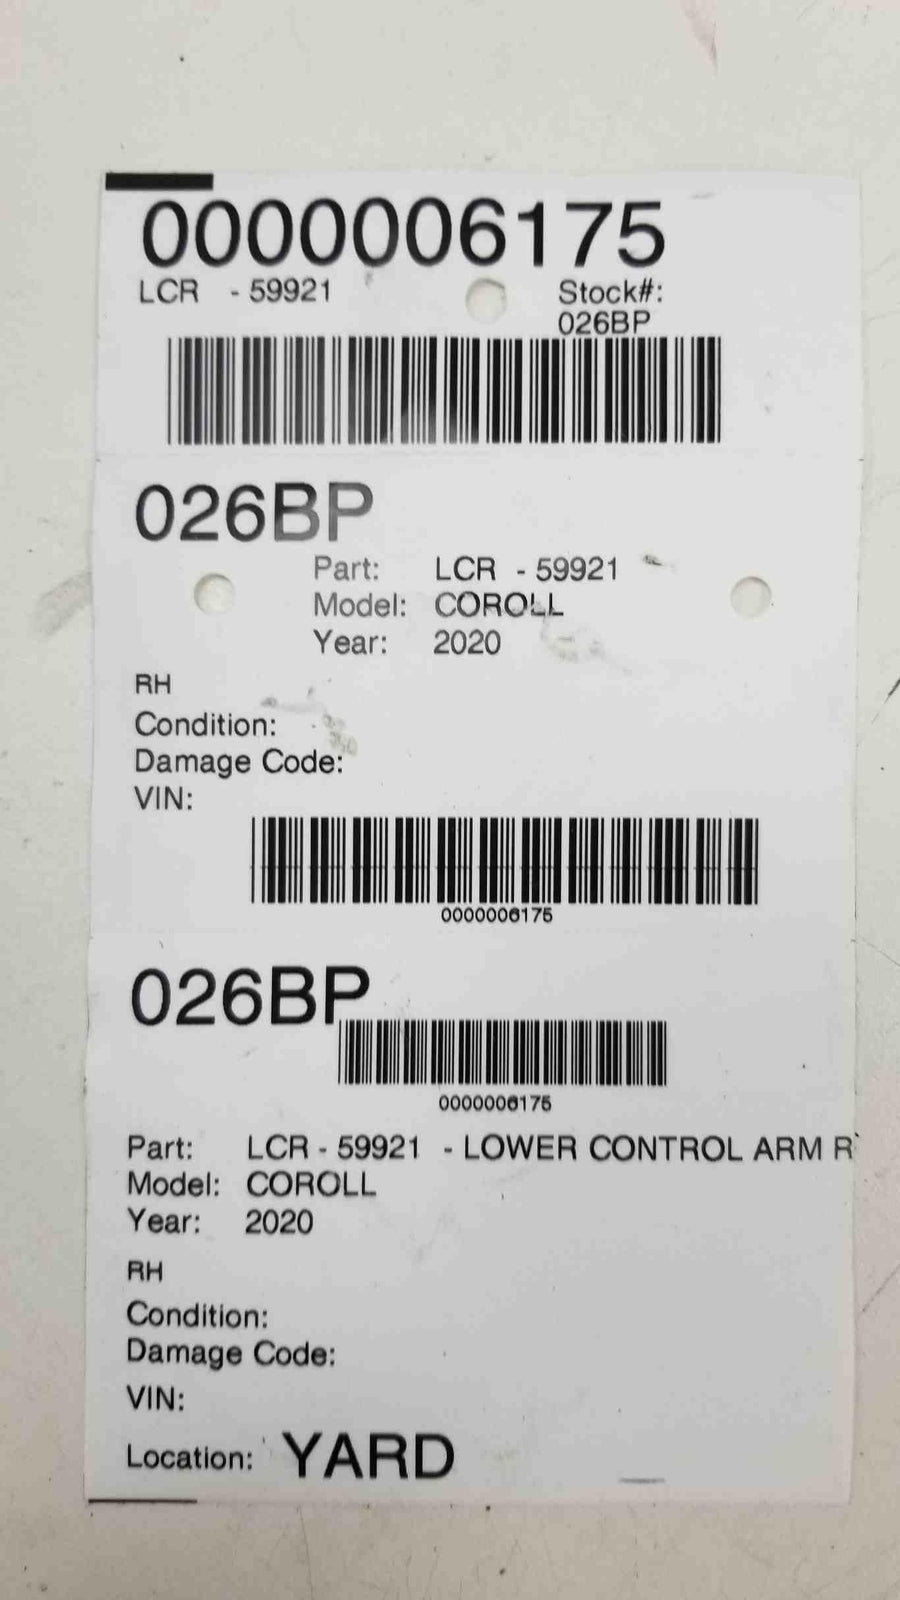 0000006175
LCR - 59921 Stock#:
026BP
026BP
Part: LCR - 59921
Model: COROLL
Year: 2020
RH
Condition:
Damage Code:
VIN:
0000006175
026BP
0000006175
Part: LCR - 59921 - LOWER CONTROL ARM R
Model: COROLL
Year: 2020
RH
Condition:
Damage Code:
VIN:
Location: YARD